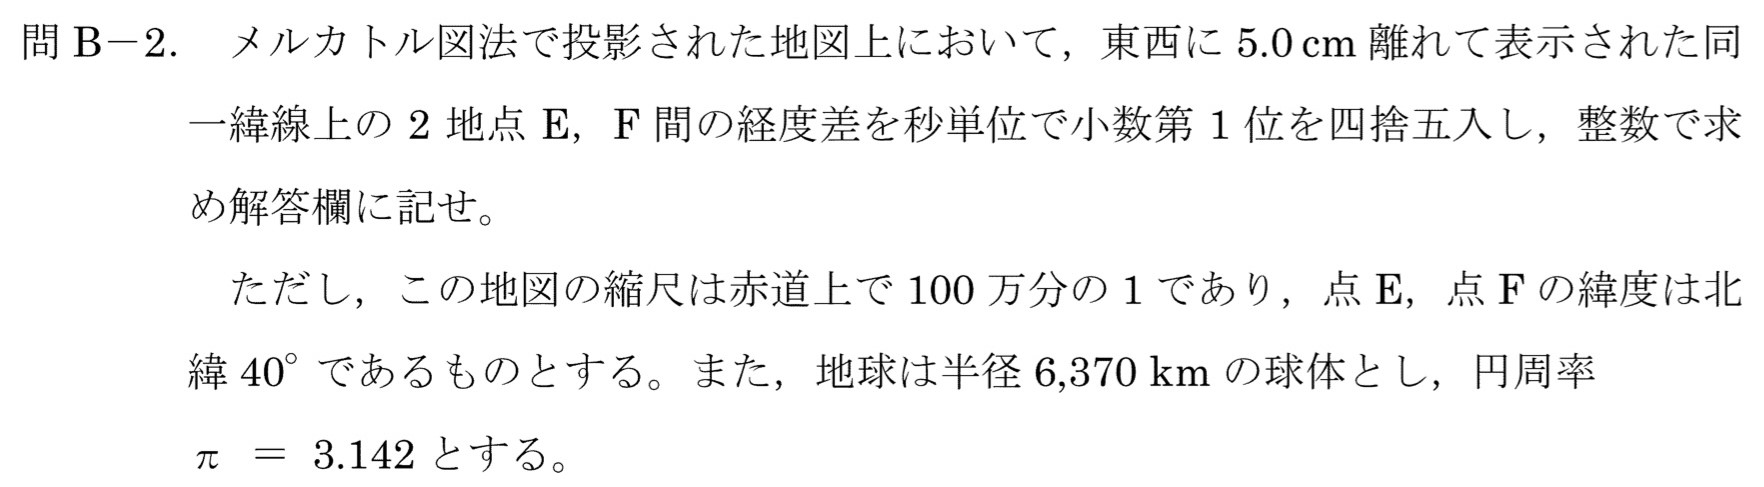 問 B－2.　メルカトル図法で投影された地図上において，東西に 5.0 cm 離れて表示された同
一緯線上の 2 地点 E，F 間の経度差を秒単位で小数第 1 位を四捨五入し，整数で求
め解答欄に記せ。
ただし，この地図の縮尺は赤道上で 100 万分の 1 であり，点 E，点 F の緯度は北
緯 40° であるものとする。また，地球は半径 6,370 km の球体とし，円周率
π ＝ 3.142 とする。